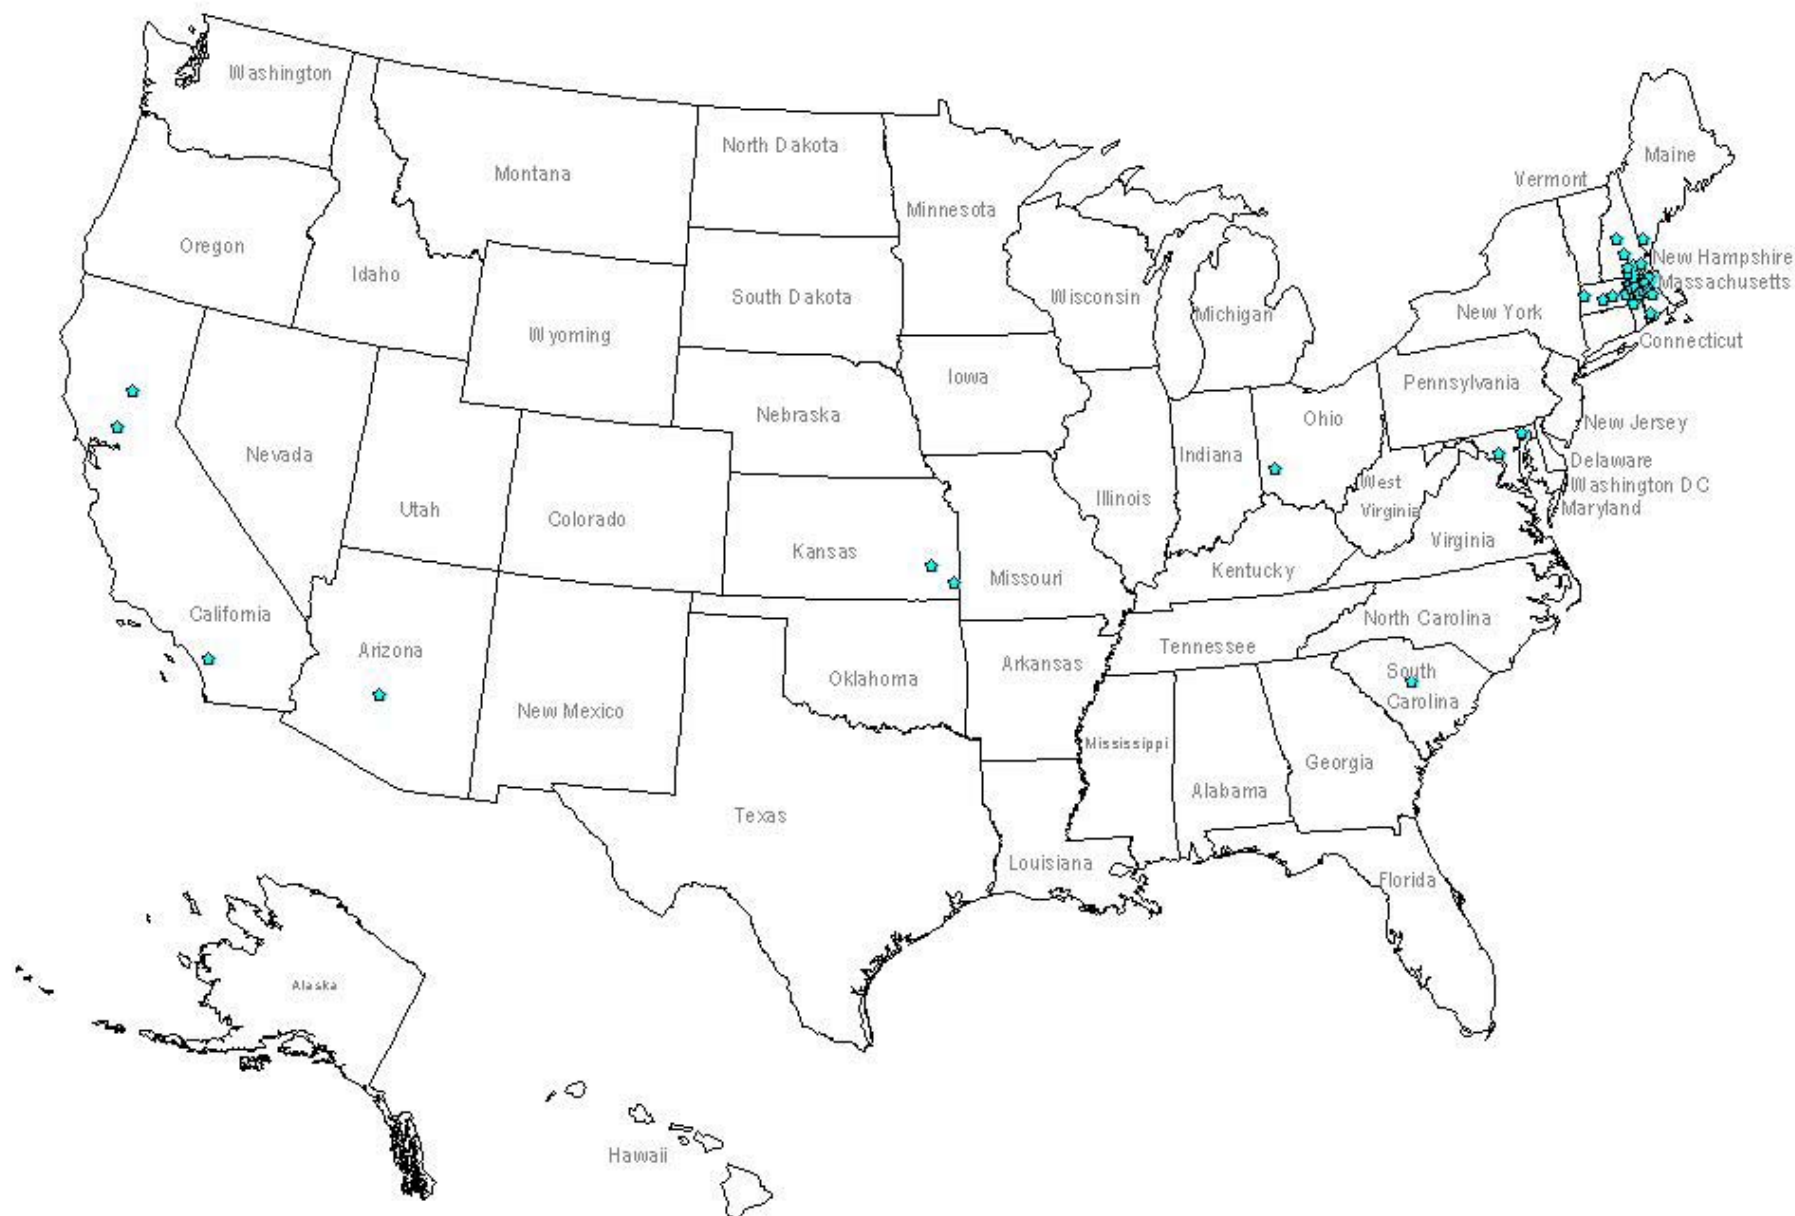 Washington
Montana
North Dakota
Minnesota
Maine
Vermont
Oregon
Idaho
South Dakota
Wisconsin
Michigan
New Hampshire
Massachusetts
New York
Connecticut
Wyoming
Iowa
Nebraska
Pennsylvania
Ohio
New Jersey
Nevada
Utah
Colorado
Kansas
Missouri
Illinois
Indiana
West
Virginia
Delaware
Washington DC
Maryland
Virginia
Kentucky
California
Arizona
New Mexico
Oklahoma
Arkansas
Tennessee
North Carolina
South
Carolina
Mississippi
Alabama
Georgia
Texas
Louisiana
Florida
Alaska
Hawaii